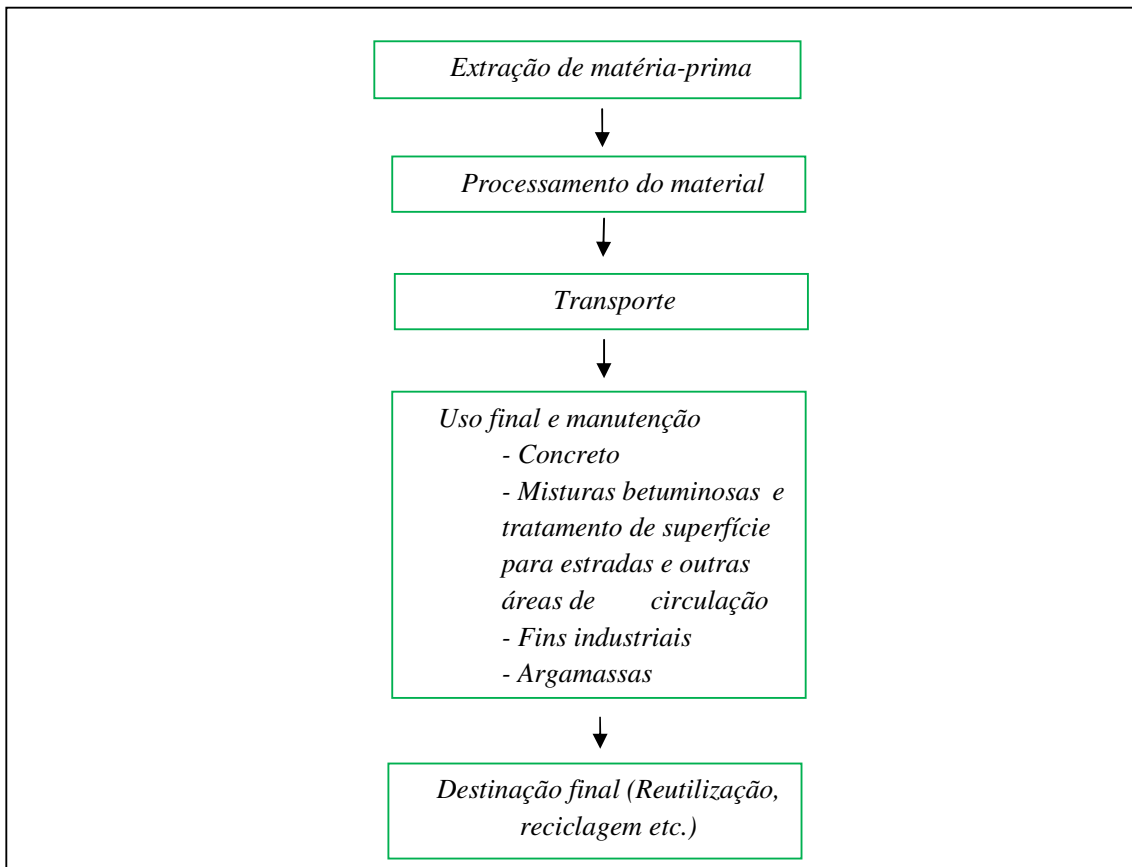 Extração de matéria-prima
Processamento do material
Transporte
Uso final e manutenção
- Concreto
- Misturas betuminosas e
tratamento de superfície
para estradas e outras
áreas de circulação
- Fins industriais
- Argamassas
Destinação final (Reutilização,
reciclagem etc.)